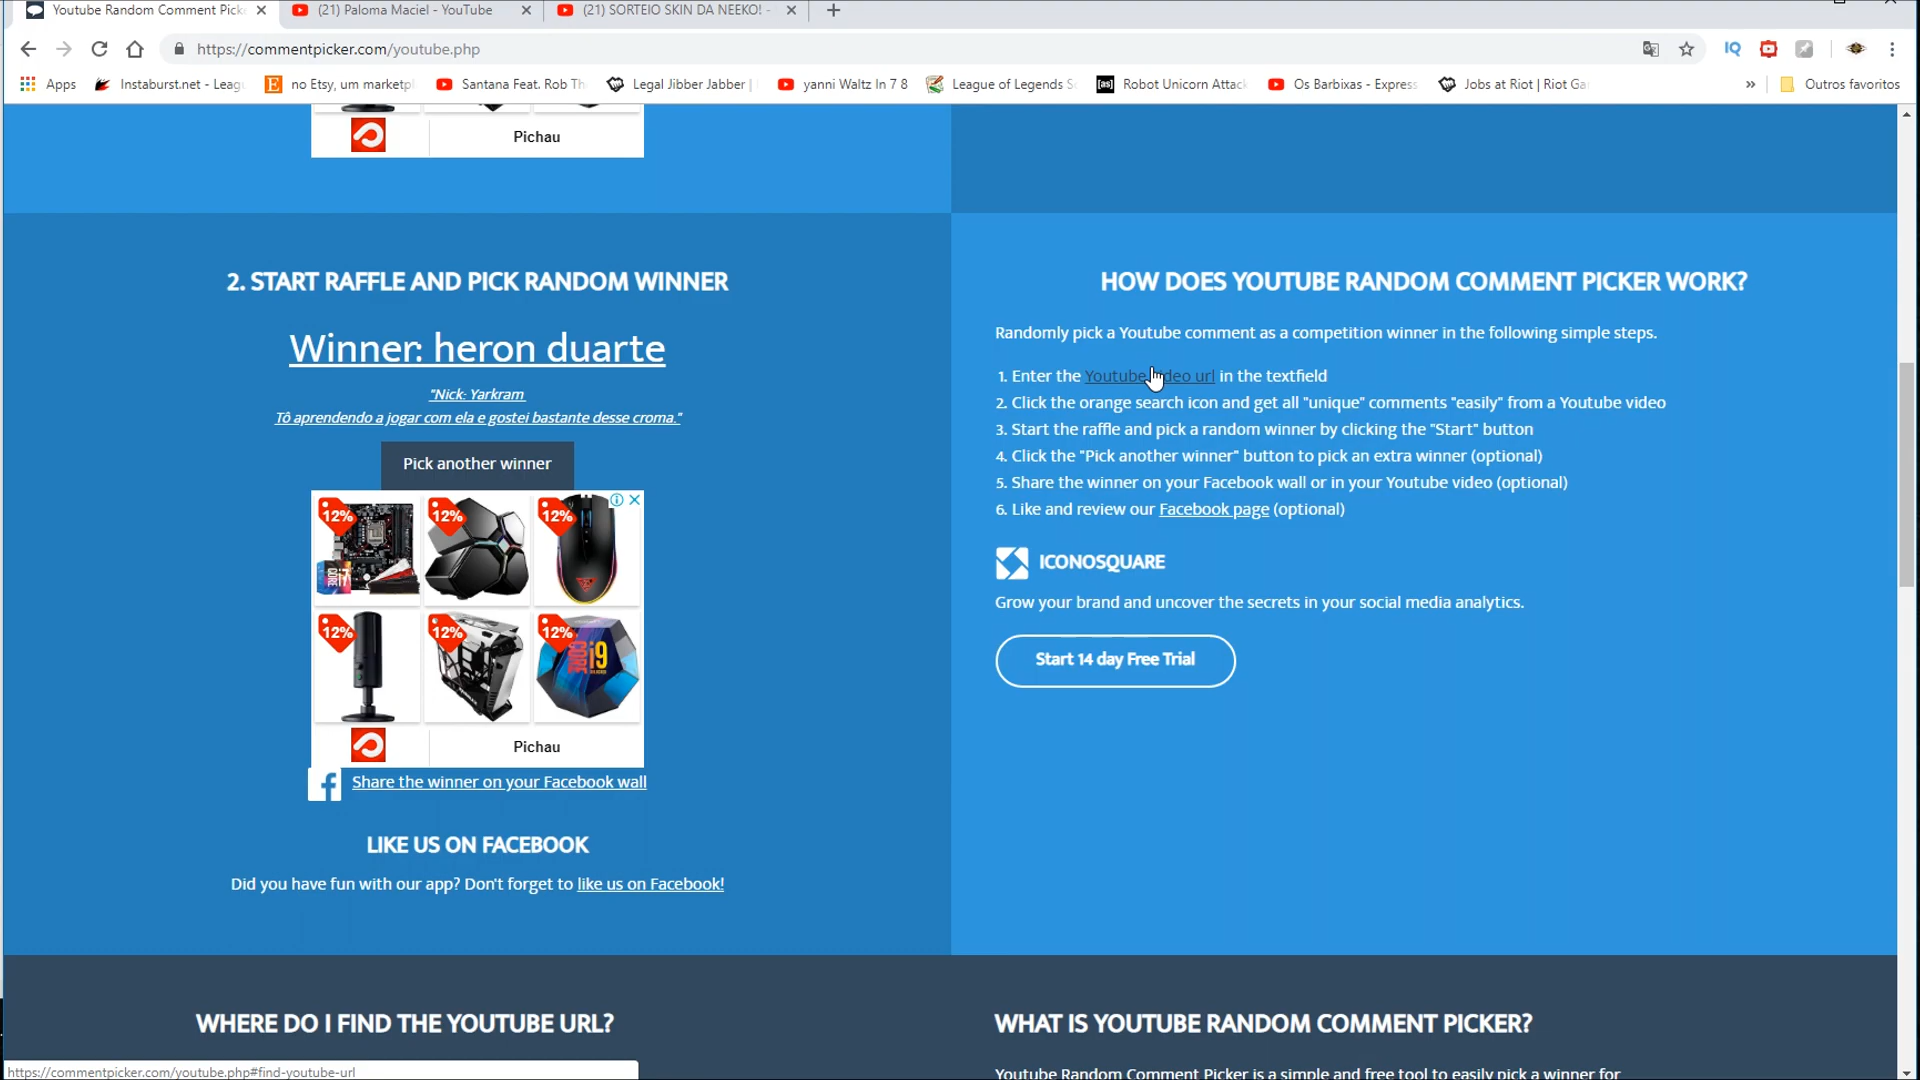 Youtube Random Comment Picke
(21) Paloma Maciel - YouTube
(21) SORTEIO SKIN DA NEEKO! -
https://commentpicker.com/youtube.php
Apps
Instaburst.net - Leagu
no Etsy, um marketpl
Santana Feat. Rob Th
Legal Jibber Jabber |
yanni Waltz In 7 8
League of Legends Sc
[as]
Robot Unicorn Attack
Os Barbixas - Express
Jobs at Riot | Riot Ga
»
Outros favoritos
IQ
Pichau
2. START RAFFLE AND PICK RANDOM WINNER
Winner: heron duarte
"Nick: Yarkram
Tô aprendendo a jogar com ela e gostei bastante desse croma."
Pick another winner
12%
12%
12%
CORE i7
12%
12%
12%
CORE i9
Pichau
Share the winner on your Facebook wall
LIKE US ON FACEBOOK
Did you have fun with our app? Don't forget to like us on Facebook!
HOW DOES YOUTUBE RANDOM COMMENT PICKER WORK?
Randomly pick a Youtube comment as a competition winner in the following simple steps.
1. Enter the Youtube video url in the textfield
2. Click the orange search icon and get all "unique" comments "easily" from a Youtube video
3. Start the raffle and pick a random winner by clicking the "Start" button
4. Click the "Pick another winner" button to pick an extra winner (optional)
5. Share the winner on your Facebook wall or in your Youtube video (optional)
6. Like and review our Facebook page (optional)
ICONOSQUARE
Grow your brand and uncover the secrets in your social media analytics.
Start 14 day Free Trial
WHERE DO I FIND THE YOUTUBE URL?
WHAT IS YOUTUBE RANDOM COMMENT PICKER?
Youtube Random Comment Picker is a simple and free tool to easily pick a winner for
https://commentpicker.com/youtube.php#find-youtube-url